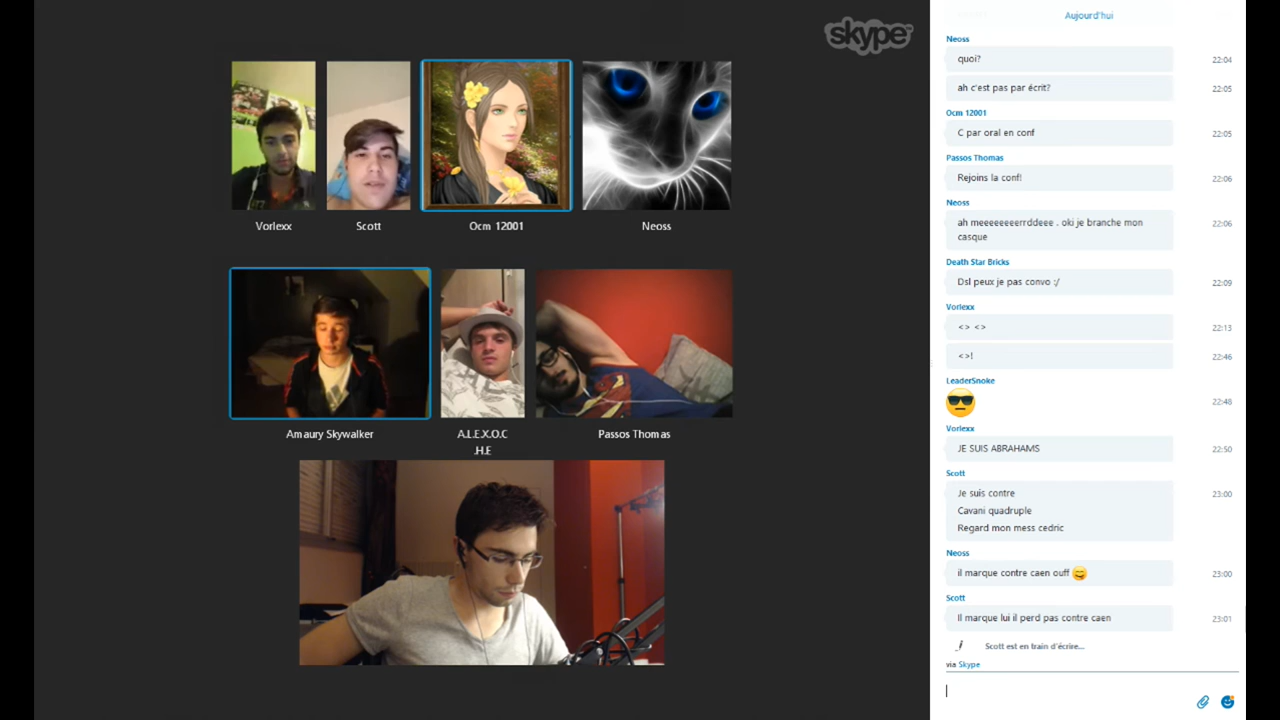 skype
Vorlexx
Scott
Ocm 12001
Neoss
Amaury Skywalker
A.L.E.X.O.C
.H.E
Passos Thomas
Aujourd'hui
Neoss
quoi?
22:04
ah c'est pas par écrit?
22:05
Ocm 12001
C par oral en conf
22:05
Passos Thomas
Rejoins la conf!
22:06
Neoss
ah meeeeeeeerrddeee . oki je branche mon
casque
22:06
Death Star Bricks
Dsl peux je pas convo :/
22:09
Vorlexx
<> <>
22:13
<>!
22:46
LeaderSnoke
22:48
Vorlexx
JE SUIS ABRAHAMS
22:50
Scott
Je suis contre
23:00
Cavani quadruple
Regard mon mess cedric
Neoss
il marque contre caen ouff
23:00
Scott
Il marque lui il perd pas contre caen
23:01
Scott est en train d'écrire...
via Skype